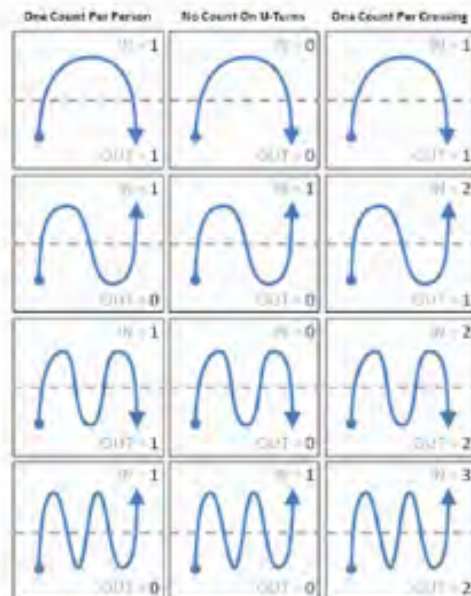 One Count Per Person
No Count On U-Turns
One Count Per Crossing
IN = 1
IN = 0
IN = 1
OUT = 1
OUT = 0
OUT = 1
IN = 1
IN = 1
IN = 2
OUT = 0
OUT = 0
OUT = 1
IN = 1
IN = 0
IN = 2
OUT = 1
OUT = 0
OUT = 2
IN = 1
IN = 1
IN = 3
OUT = 0
OUT = 0
OUT = 2